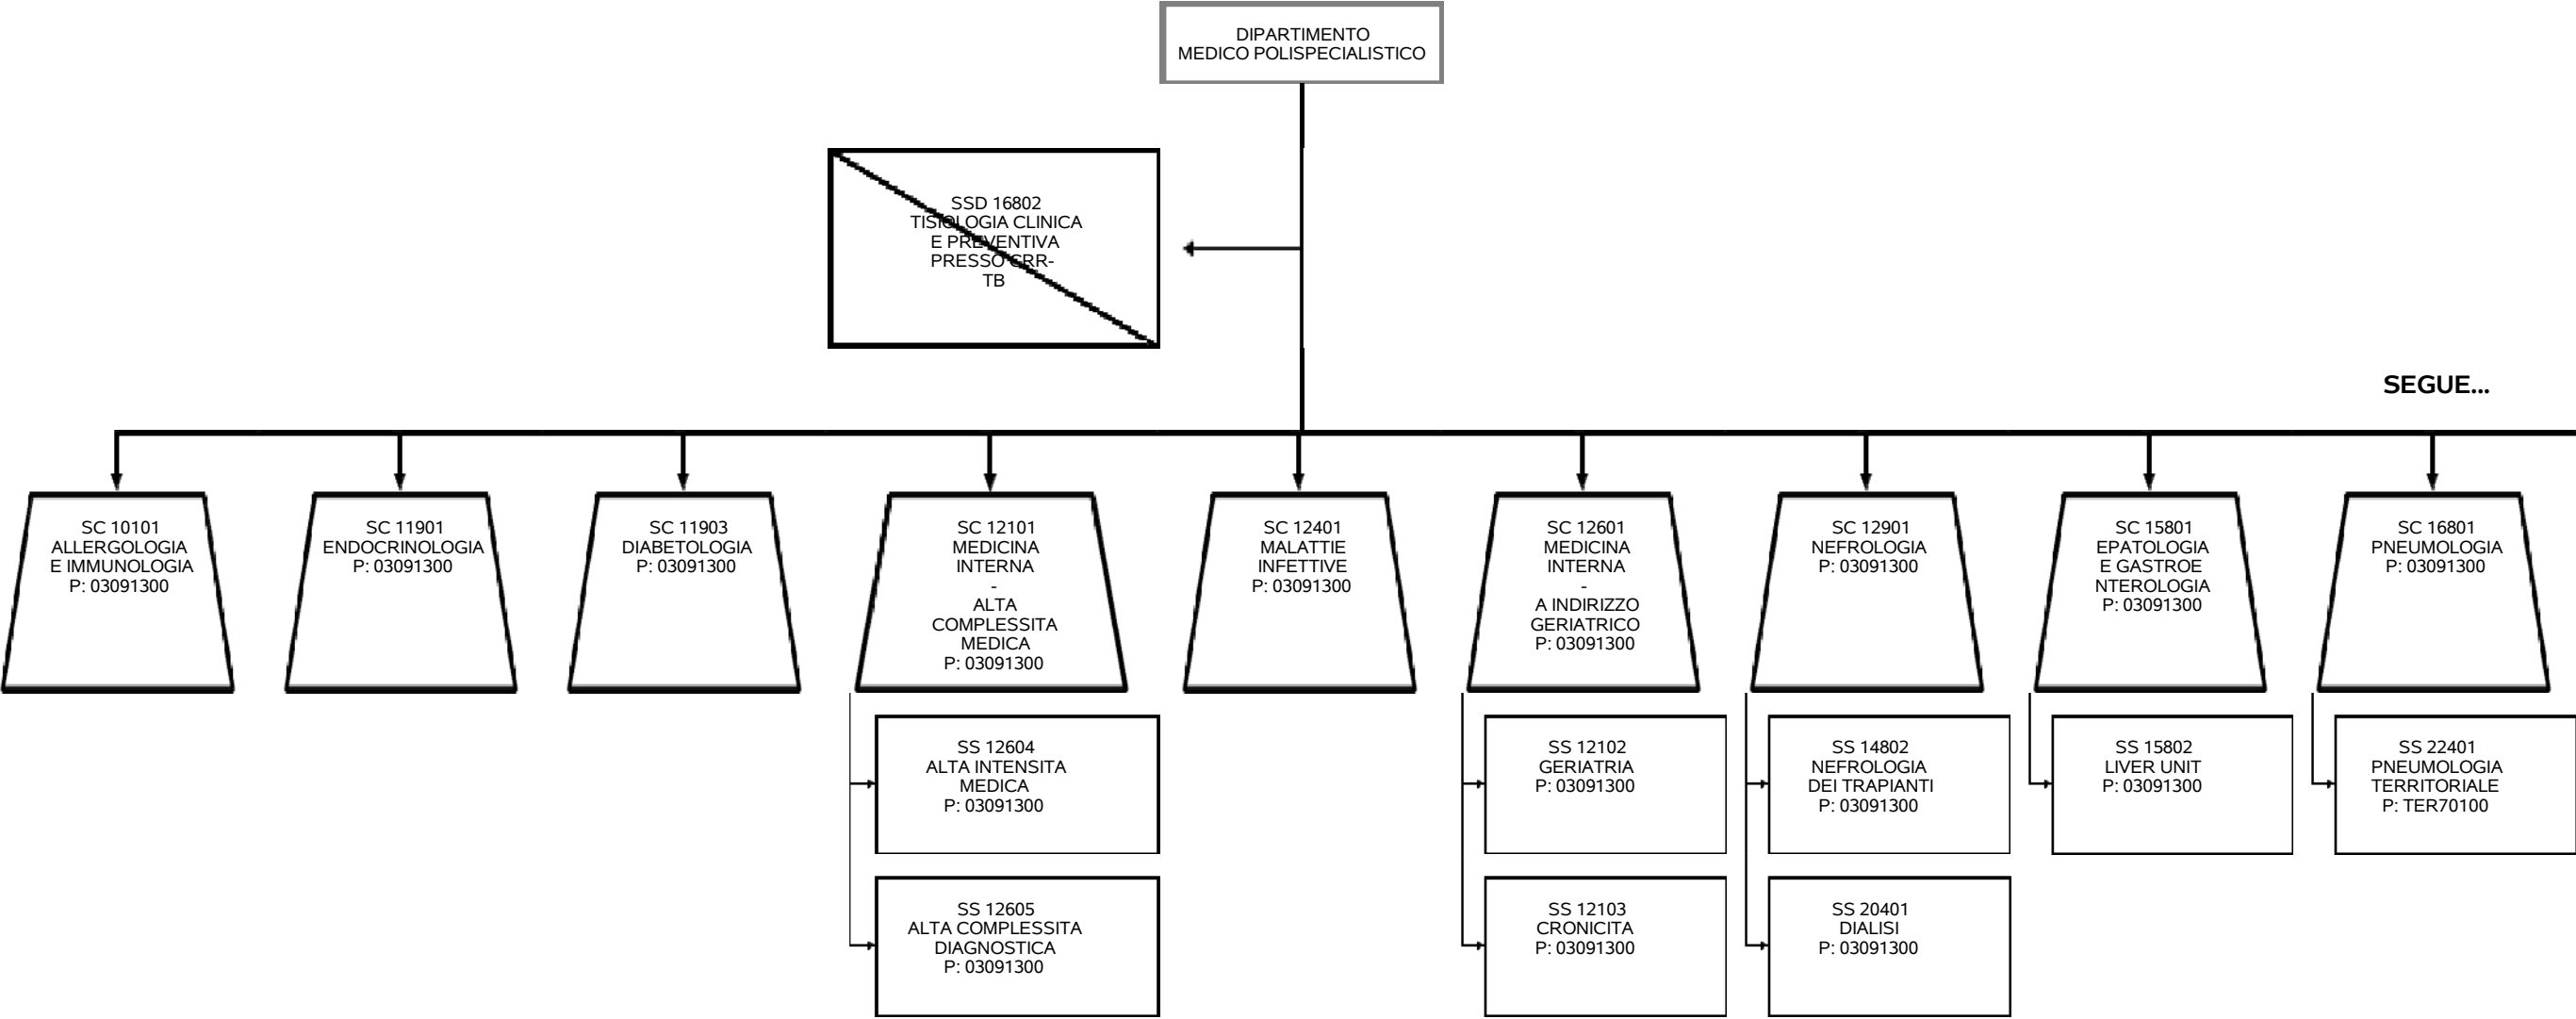 DIPARTIMENTO
MEDICO POLISPECIALISTICO
SSD 16802
TISIOLOGIA CLINICA
E PREVENTIVA
PRESSO CRR-
TB
SEGUE...
SC 10101
ALLERGOLOGIA
E IMMUNOLOGIA
P: 03091300
SC 11901
ENDOCRINOLOGIA
P: 03091300
SC 11903
DIABETOLOGIA
P: 03091300
SC 12101
MEDICINA
INTERNA
-
ALTA
COMPLESSITA
MEDICA
P: 03091300
SC 12401
MALATTIE
INFETTIVE
P: 03091300
SC 12601
MEDICINA
INTERNA
-
A INDIRIZZO
GERIATRICO
P: 03091300
SC 12901
NEFROLOGIA
P: 03091300
SC 15801
EPATOLOGIA
E GASTROE
NTEROLOGIA
P: 03091300
SC 16801
PNEUMOLOGIA
P: 03091300
SS 12604
ALTA INTENSITA
MEDICA
P: 03091300
SS 12102
GERIATRIA
P: 03091300
SS 14802
NEFROLOGIA
DEI TRAPIANTI
P: 03091300
SS 15802
LIVER UNIT
P: 03091300
SS 22401
PNEUMOLOGIA
TERRITORIALE
P: TER70100
SS 12605
ALTA COMPLESSITA
DIAGNOSTICA
P: 03091300
SS 12103
CRONICITA
P: 03091300
SS 20401
DIALISI
P: 03091300